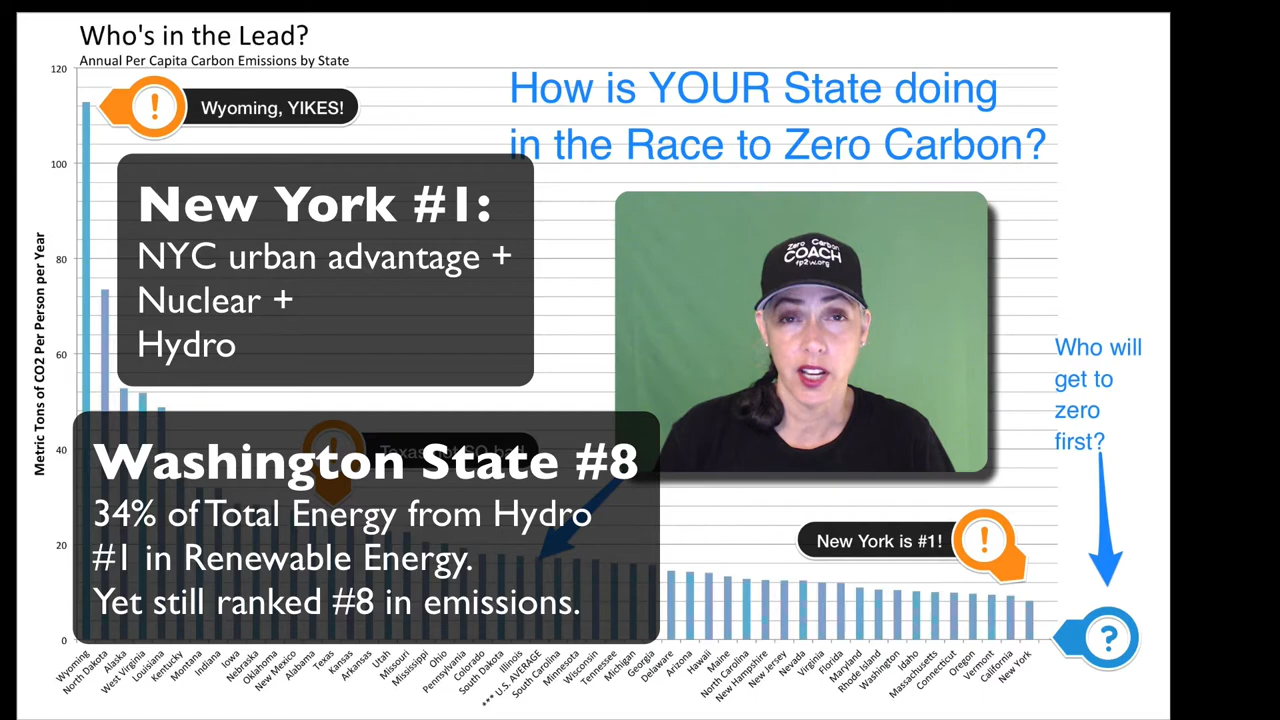 Who's in the Lead?
Annual Per Capita Carbon Emissions by State
How is YOUR State doing
in the Race to Zero Carbon?
Wyoming, YIKES!
New York #1:
NYC urban advantage +
Nuclear +
Hydro
Zero Carbon
COACH
rp2w.org
Who will
get to
zero
first?
Washington State #8
34% of Total Energy from Hydro
#1 in Renewable Energy.
Yet still ranked #8 in emissions.
New York is #1!
Metric Tons of CO2 Per Person per Year
120
100
80
60
40
20
0
Wyoming
North Dakota
Alaska
West Virginia
Louisiana
Kentucky
Montana
Indiana
Iowa
Nebraska
Oklahoma
New Mexico
Alabama
Texas
Kansas
Arkansas
Utah
Missouri
Mississippi
Ohio
Pennsylvania
Colorado
South Dakota
Illinois
*** U.S. AVERAGE
South Carolina
Minnesota
Wisconsin
Tennessee
Michigan
Georgia
Delaware
Arizona
Hawaii
Maine
North Carolina
New Hampshire
New Jersey
Nevada
Virginia
Florida
Maryland
Rhode Island
Washington
Idaho
Massachusetts
Connecticut
Oregon
Vermont
California
New York